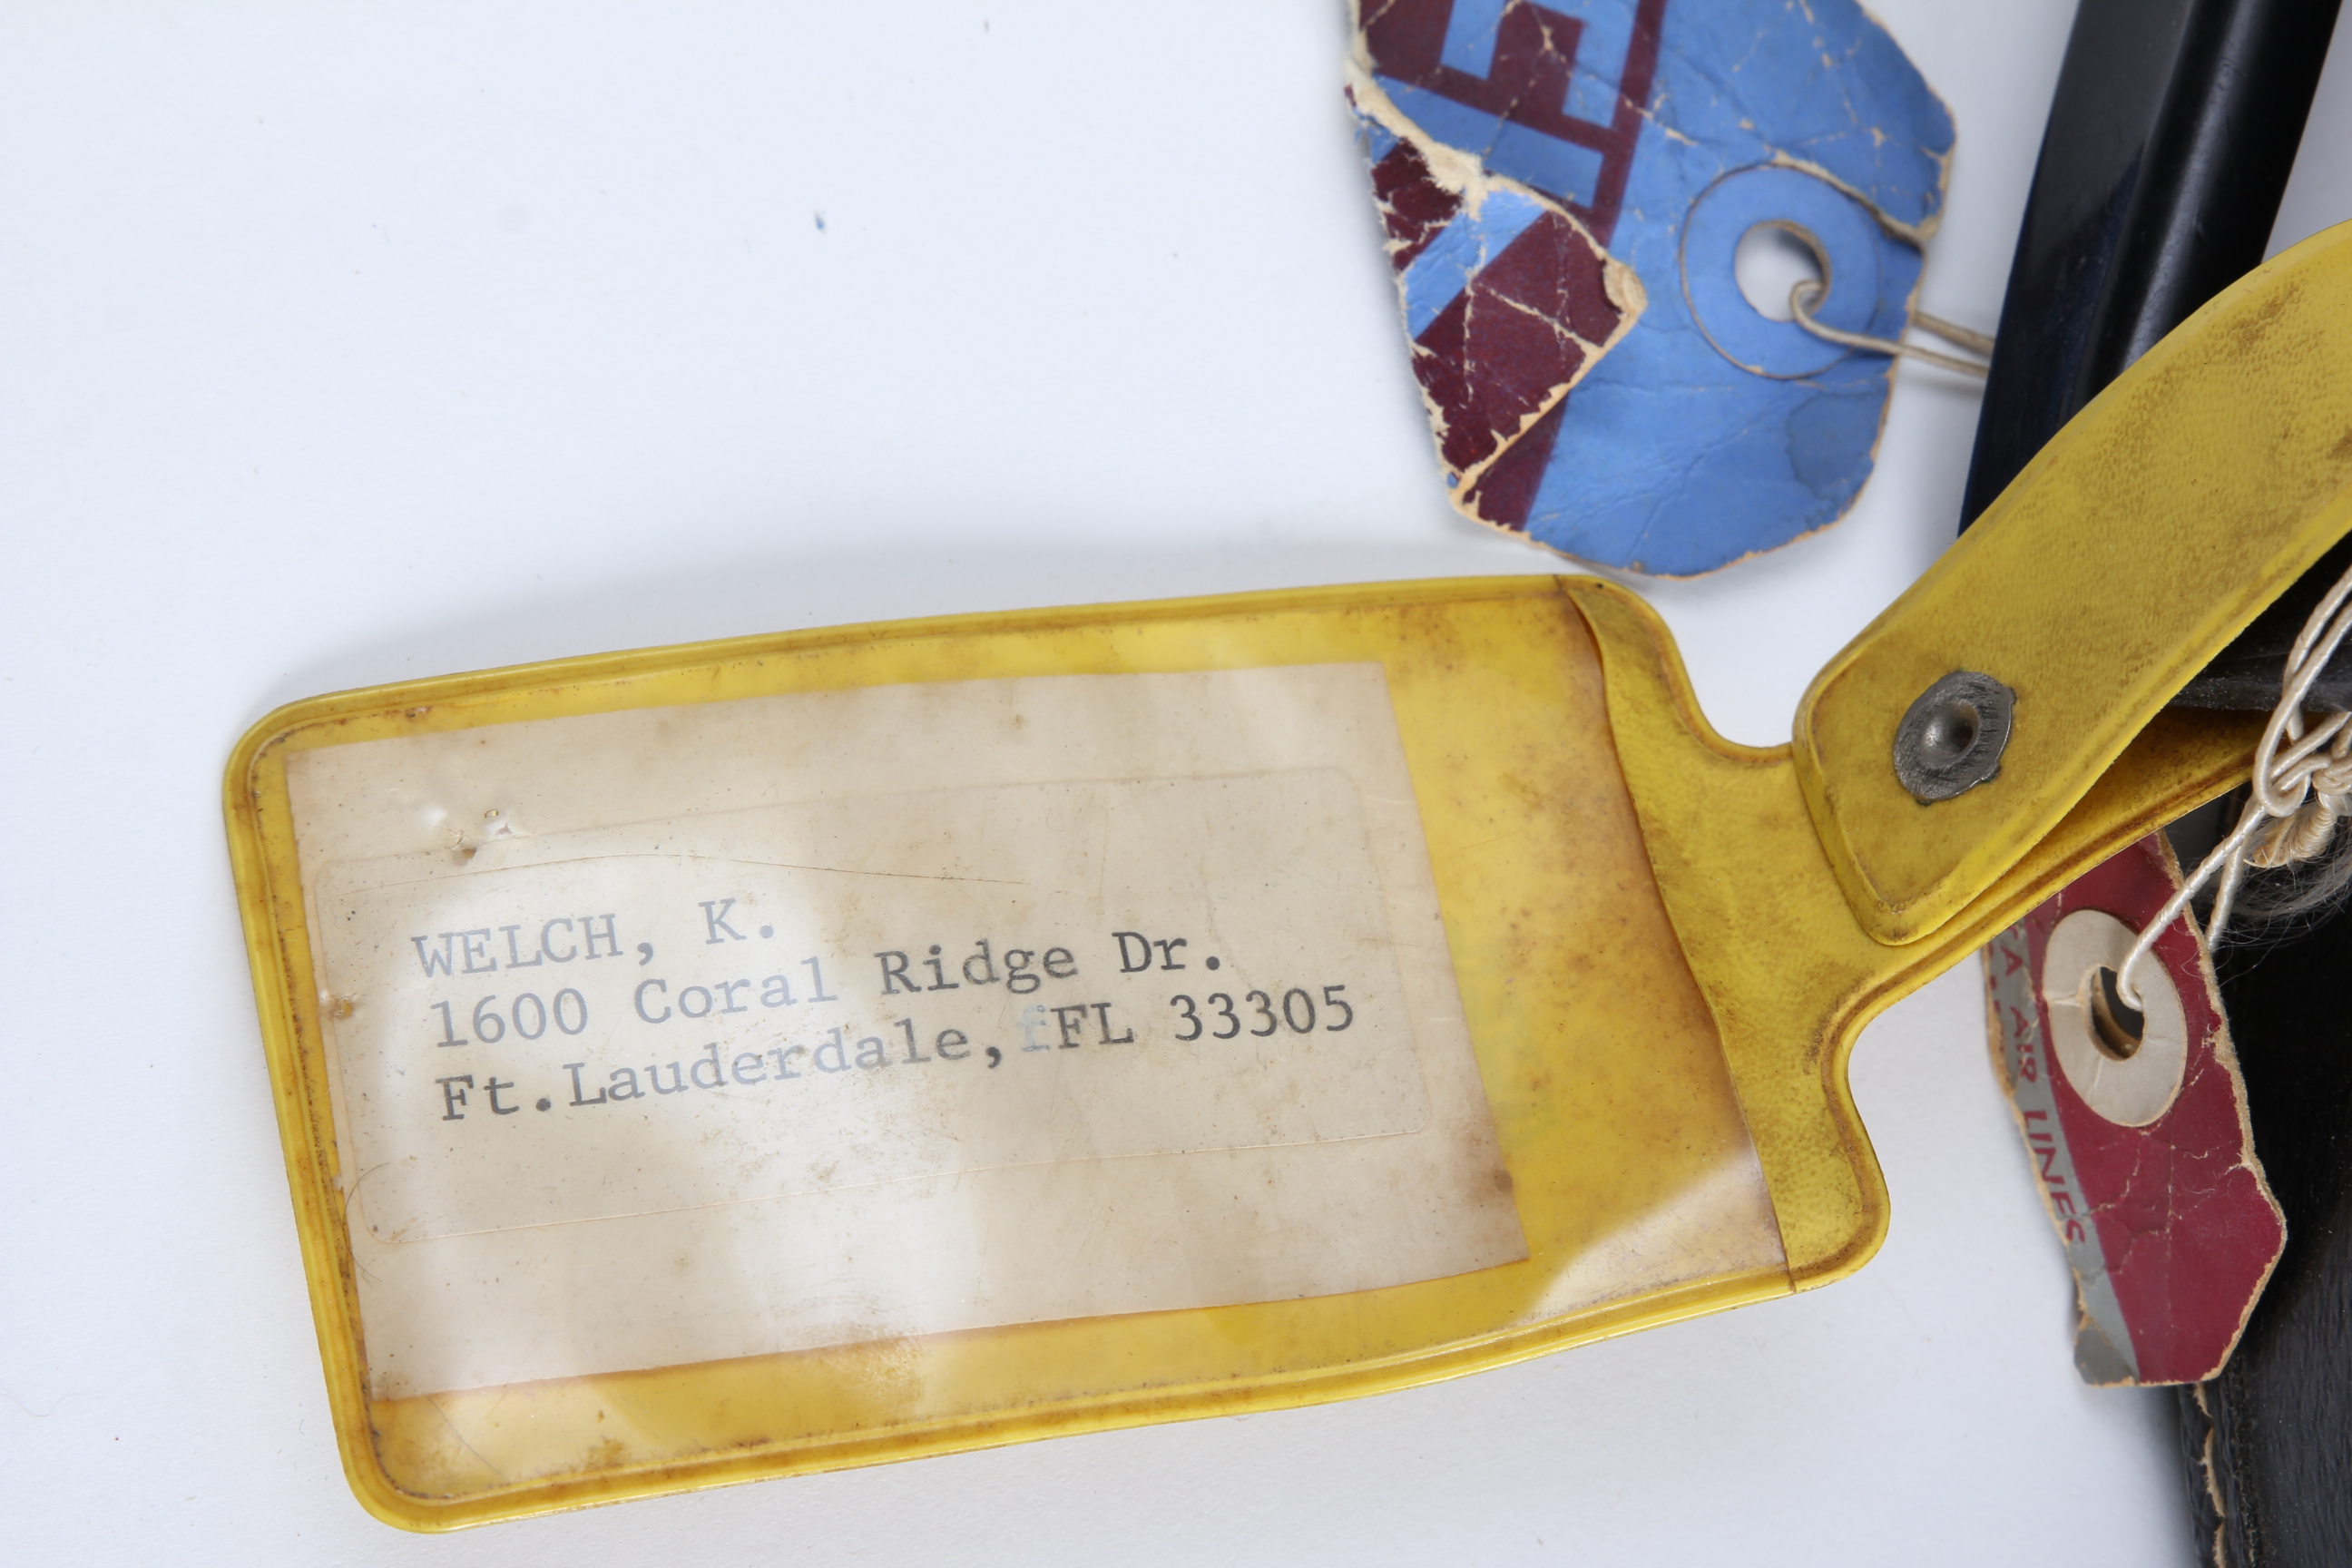 WELCH, K.
1600 Coral Ridge Dr.
Ft.Lauderdale,fFL 33305
AIR LINES